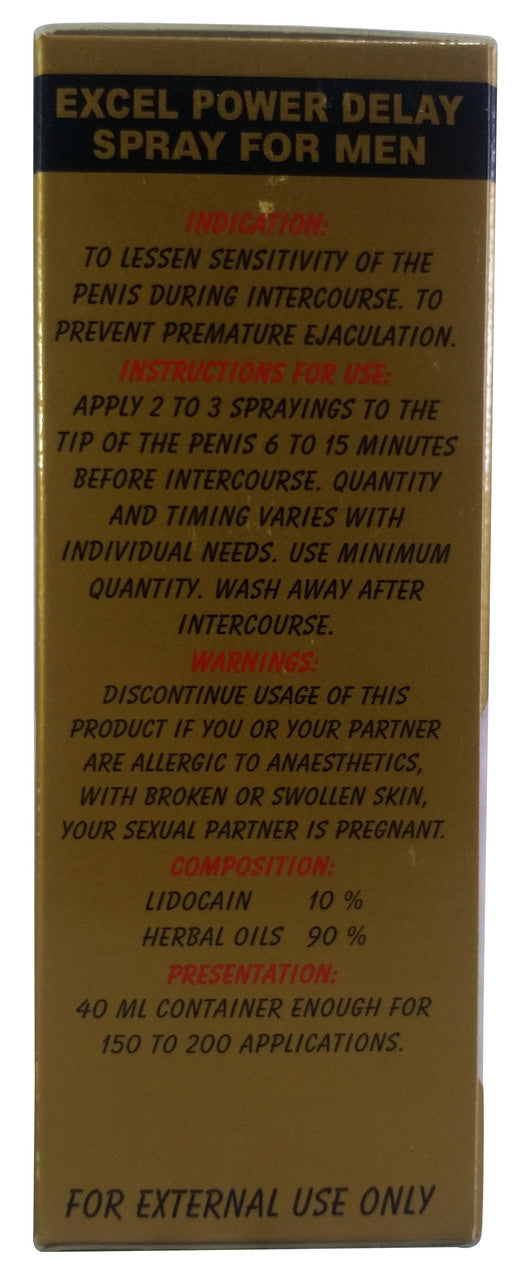 EXCEL POWER DELAY
SPRAY FOR MEN
INDICATION:
TO LESSEN SENSITIVITY OF THE
PENIS DURING INTERCOURSE. TO
PREVENT PREMATURE EJACULATION.
INSTRUCTIONS FOR USE:
APPLY 2 TO 3 SPRAYINGS TO THE
TIP OF THE PENIS 6 TO 15 MINUTES
BEFORE INTERCOURSE. QUANTITY
AND TIMING VARIES WITH
INDIVIDUAL NEEDS. USE MINIMUM
QUANTITY. WASH AWAY AFTER
INTERCOURSE.
WARNINGS:
DISCONTINUE USAGE OF THIS
PRODUCT IF YOU OR YOUR PARTNER
ARE ALLERGIC TO ANAESTHETICS,
WITH BROKEN OR SWOLLEN SKIN,
YOUR SEXUAL PARTNER IS PREGNANT.
COMPOSITION:
LIDOCAIN 10 %
HERBAL OILS 90 %
PRESENTATION:
40 ML CONTAINER ENOUGH FOR
150 TO 200 APPLICATIONS.
FOR EXTERNAL USE ONLY